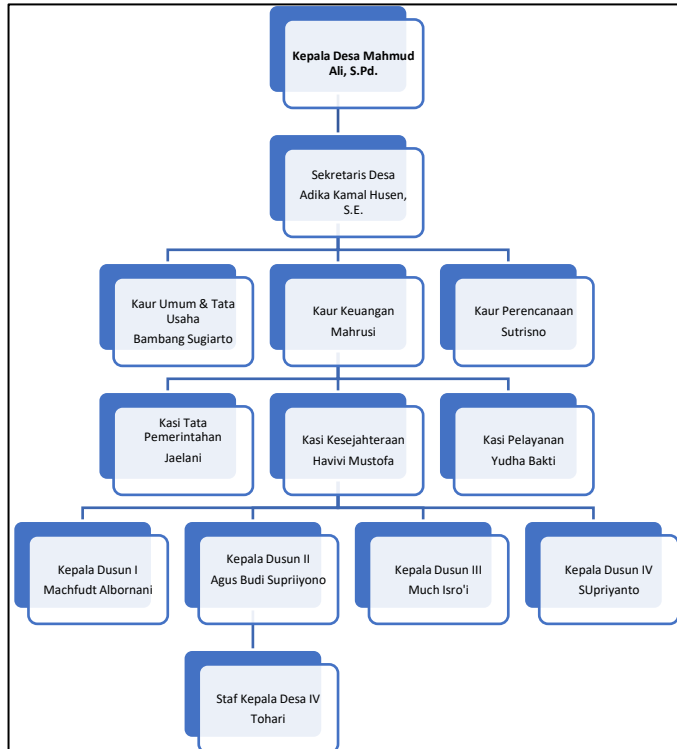 Kepala Desa Mahmud
Ali, S.Pd.
Sekretaris Desa
Adika Kamal Husen,
S.E.
Kaur Umum & Tata
Usaha
Bambang Sugiarto
Kaur Keuangan
Mahrusi
Kaur Perencanaan
Sutrisno
Kasi Tata
Pemerintahan
Jaelani
Kasi Kesejahteraan
Havivi Mustofa
Kasi Pelayanan
Yudha Bakti
Kepala Dusun I
Machfudt Albornani
Kepala Dusun II
Agus Budi Supriiyono
Kepala Dusun III
Much Isro'i
Kepala Dusun IV
SUpriyanto
Staf Kepala Desa IV
Tohari